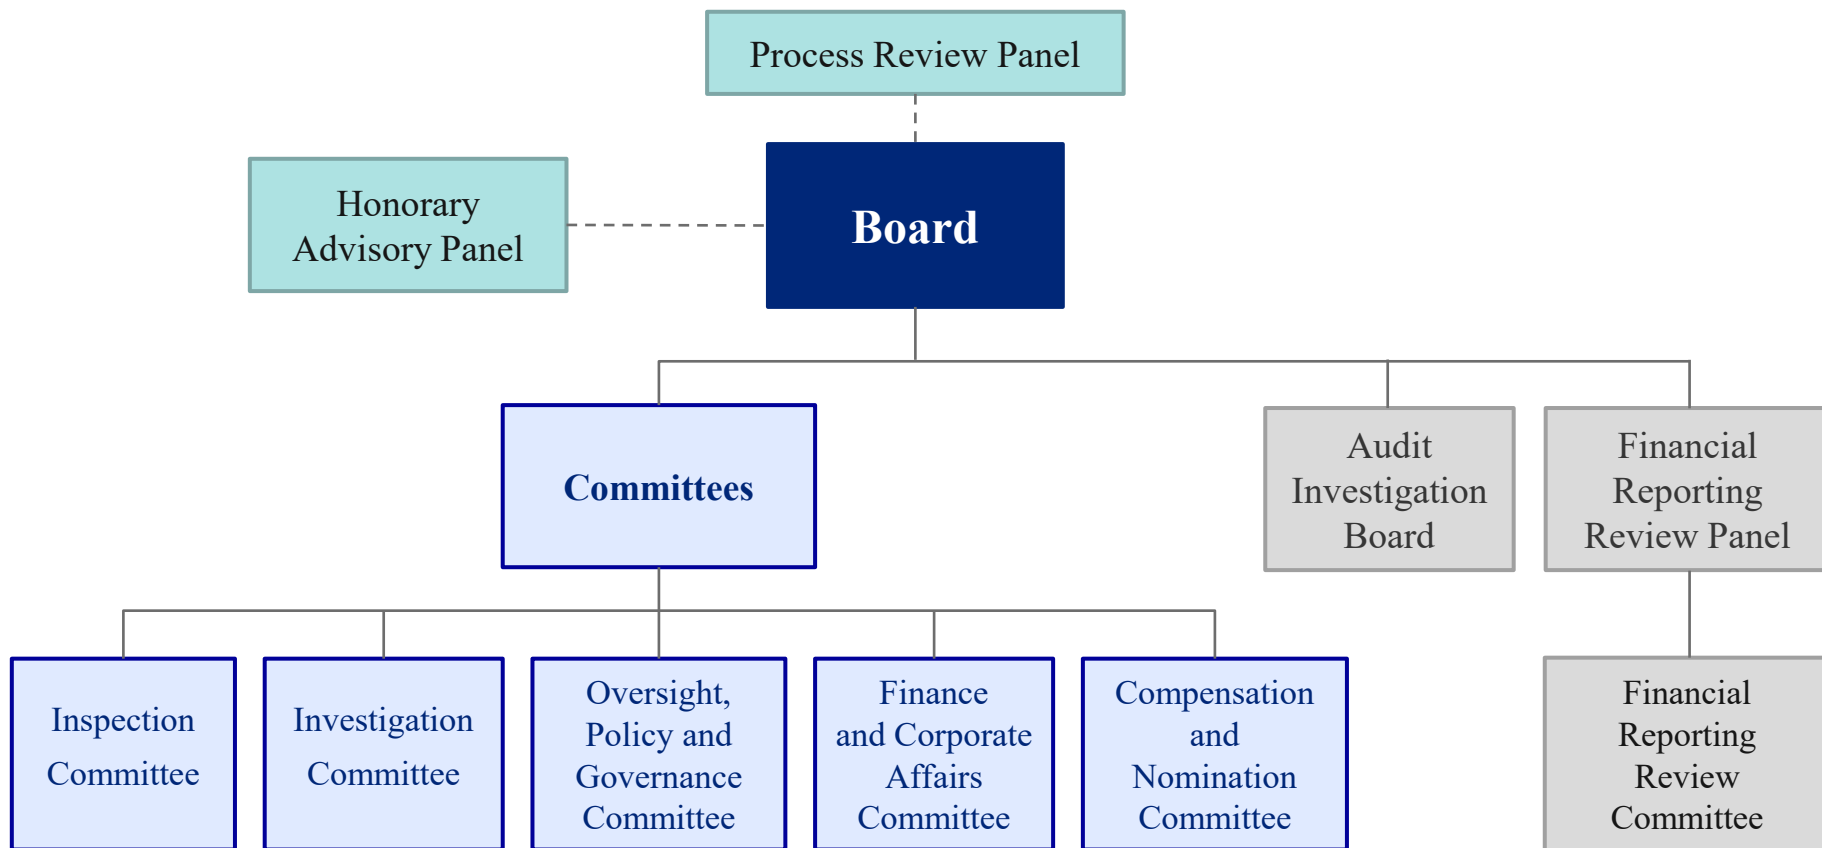 Process Review Panel
Honorary
Advisory Panel
Board
Committees
Audit
Investigation
Board
Financial
Reporting
Review Panel
Inspection
Committee
Investigation
Committee
Oversight,
Policy and
Governance
Committee
Finance
and Corporate
Affairs
Committee
Compensation
and
Nomination
Committee
Financial
Reporting
Review
Committee